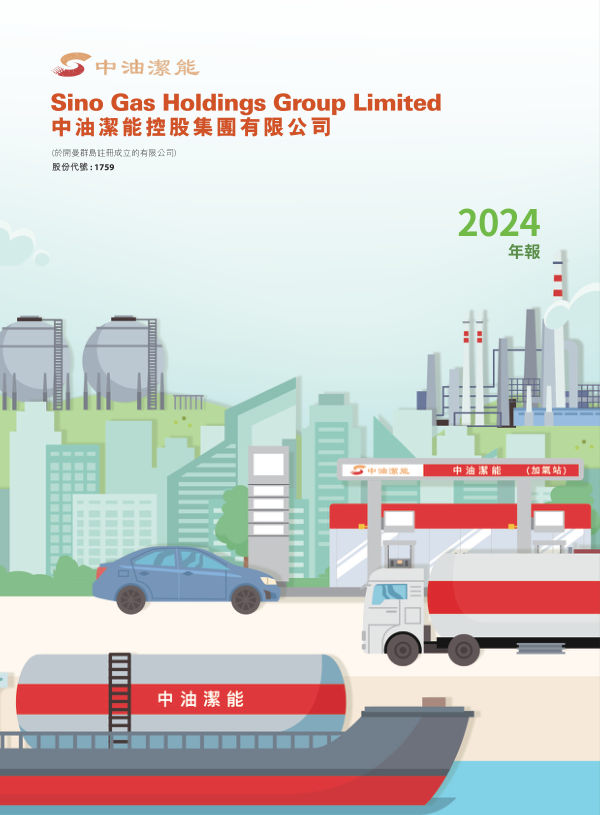 中油潔能
Sino Gas Holdings Group Limited
中油潔能控股集團有限公司
(於開曼群島註冊成立的有限公司)
股份代號 : 1759
2024
年報
中油潔能 中油潔能 (加氣站)
中油潔能